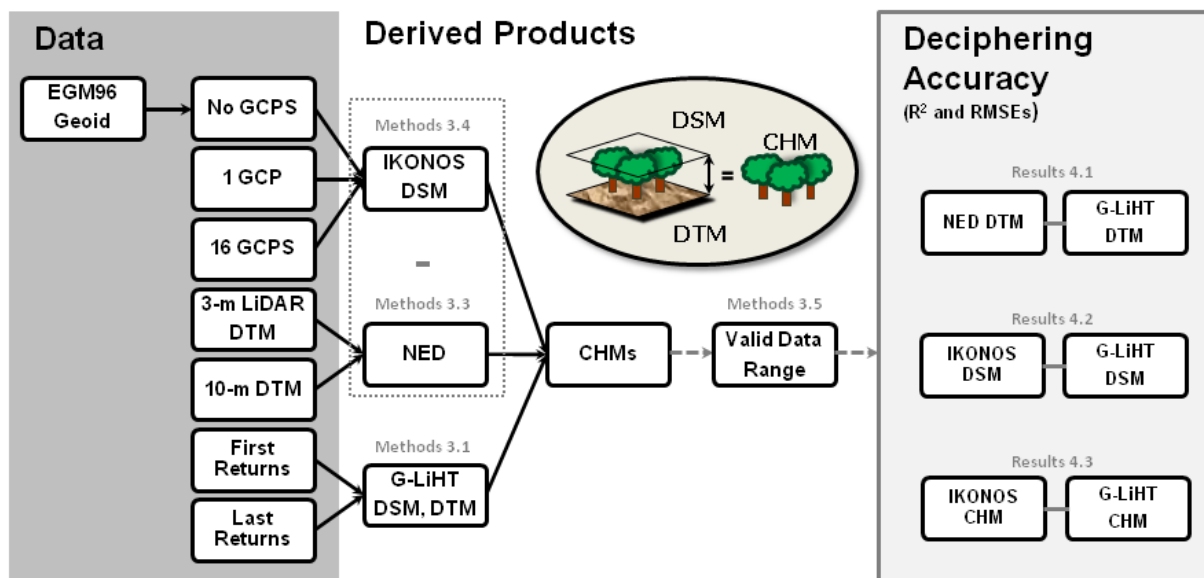 Data
EGM96
Geoid
No GCPS
1 GCP
16 GCPS
3-m LiDAR
DTM
10-m DTM
First
Returns
Last
Returns
Derived Products
Methods 3.4
IKONOS
DSM
-
Methods 3.3
NED
Methods 3.1
G-LiHT
DSM, DTM
DSM
CHM
=
DTM
CHMs
Methods 3.5
Valid Data
Range
Deciphering
Accuracy
(R² and RMSEs)
Results 4.1
NED DTM
G-LiHT
DTM
Results 4.2
IKONOS
DSM
G-LiHT
DSM
Results 4.3
IKONOS
CHM
G-LiHT
CHM